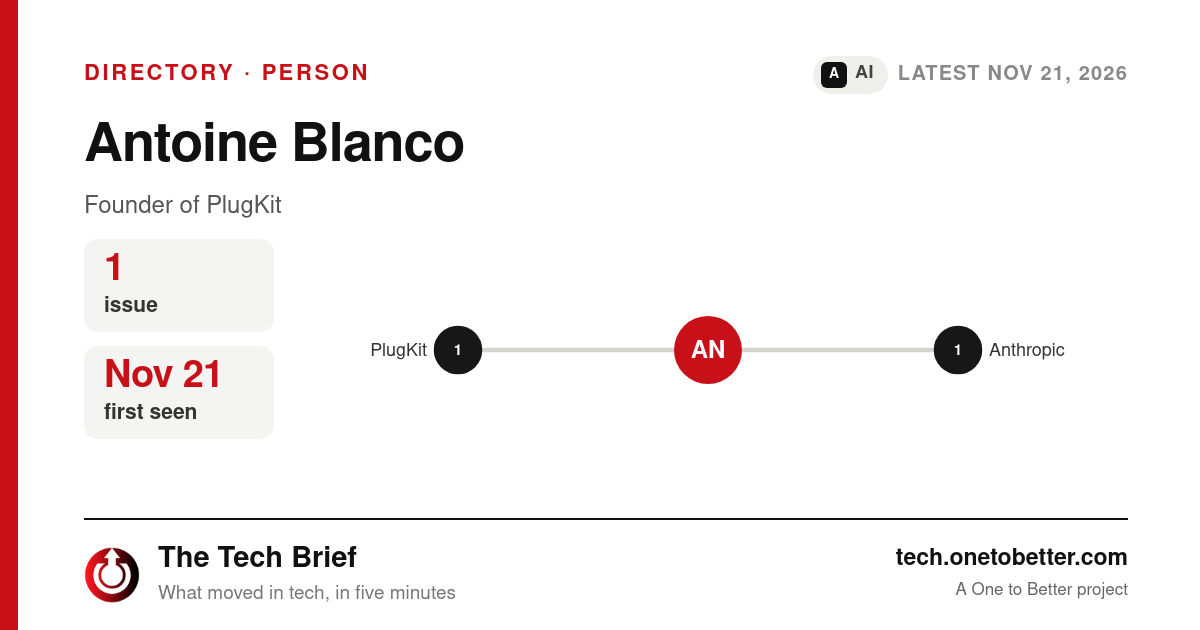 DIRECTORY · PERSON
A AI LATEST NOV 21, 2026
Antoine Blanco
Founder of PlugKit
1
issue
Nov 21
first seen
PlugKit 1 AN 1 Anthropic
The Tech Brief
What moved in tech, in five minutes
tech.onetobetter.com
A One to Better project